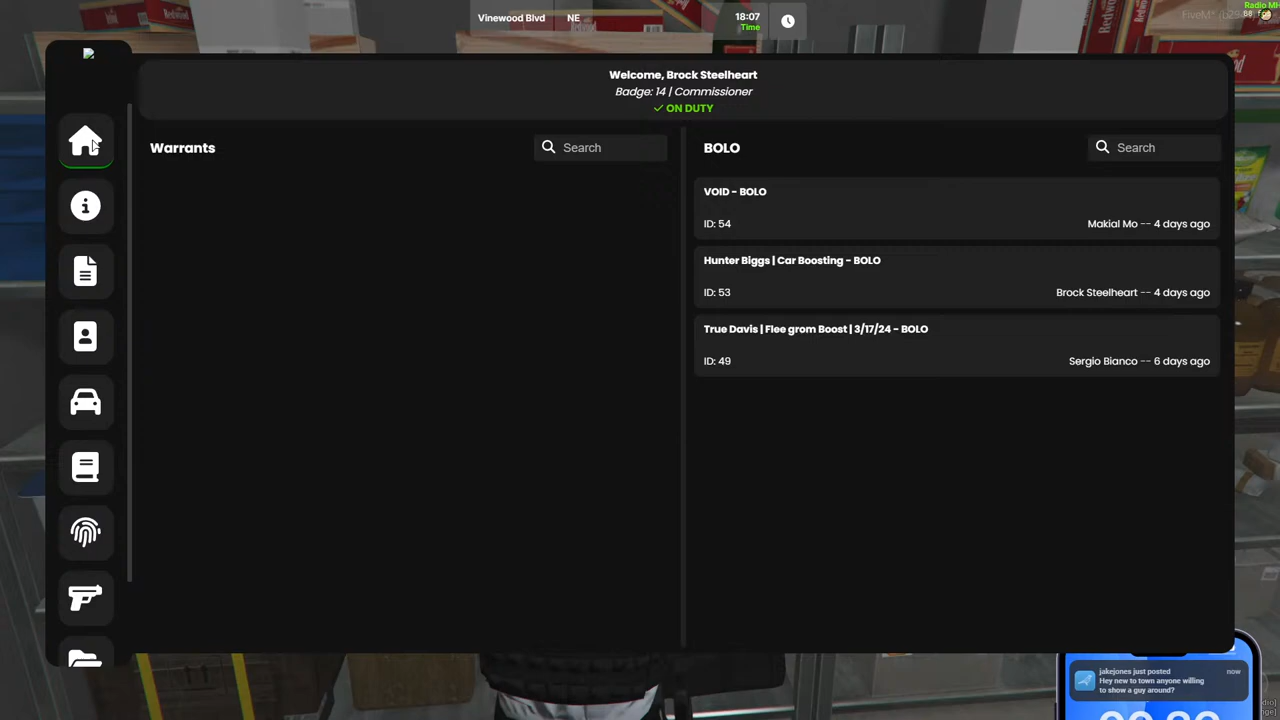 Vinewood Blvd NE
18:07
Time
Radio
FiveM®
Welcome, Brock Steelheart
Badge: 14 | Commissioner
ON DUTY
Warrants
Search
BOLO
Search
VOID - BOLO
ID: 54
Makial Mo -- 4 days ago
Hunter Biggs | Car Boosting - BOLO
ID: 53
Brock Steelheart -- 4 days ago
True Davis | Flee grom Boost | 3/17/24 - BOLO
ID: 49
Sergio Bianco -- 6 days ago
jakejones just posted
now
Hey new to town anyone willing
to show a guy around?